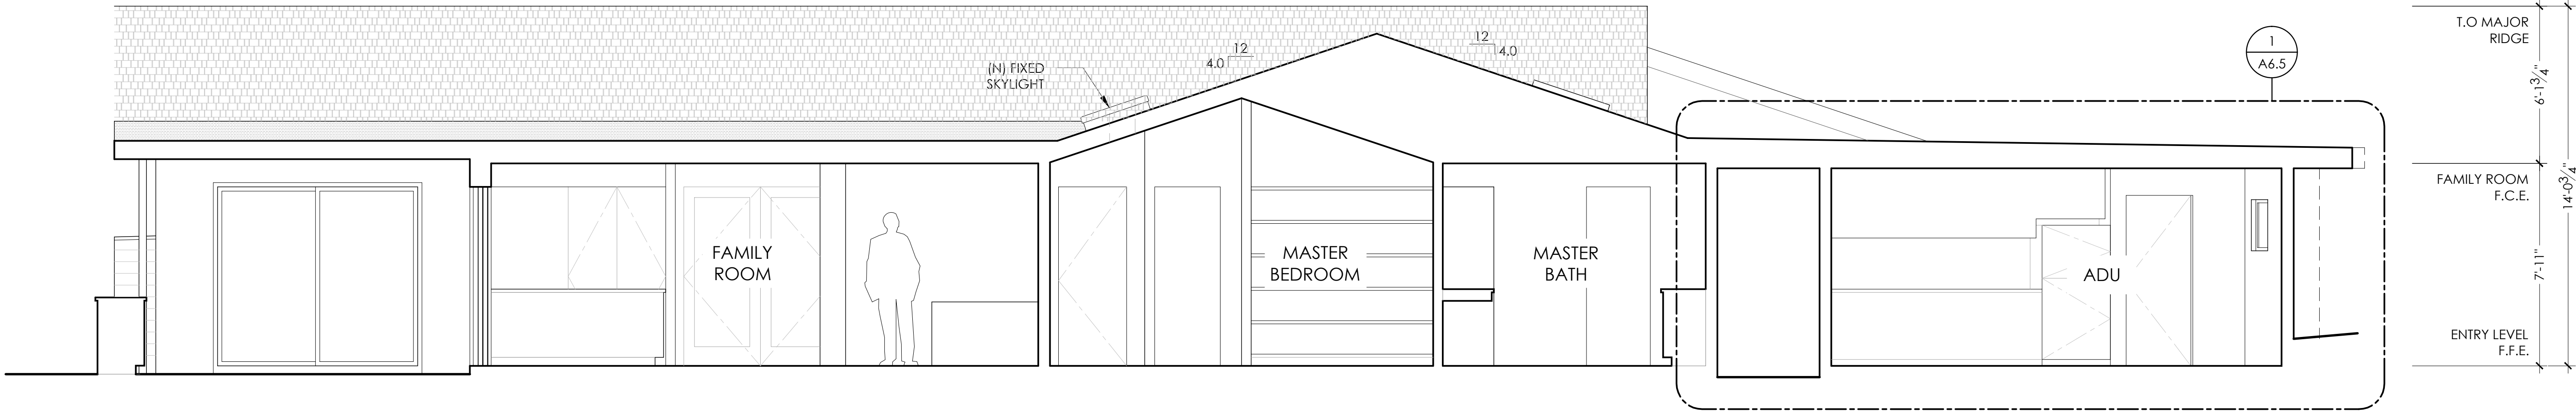 (N) FIXED
SKYLIGHT
12
4.0
12
4.0
1
A6.5
T.O MAJOR
RIDGE
6'-1 3/4"
FAMILY ROOM
F.C.E.
14'-0 3/4"
7'-11"
ENTRY LEVEL
F.F.E.
FAMILY
ROOM
MASTER
BEDROOM
MASTER
BATH
ADU